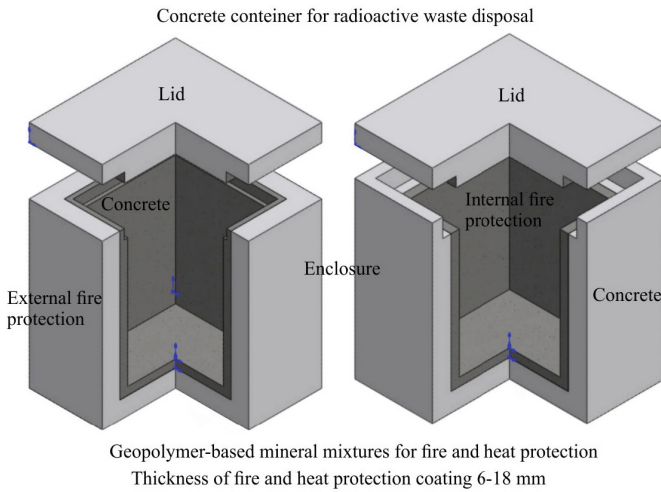 Concrete conteiner for radioactive waste disposal
Lid
Lid
Concrete
Internal fire
protection
Enclosure
External fire
protection
Concrete
Geopolymer-based mineral mixtures for fire and heat protection
Thickness of fire and heat protection coating 6-18 mm